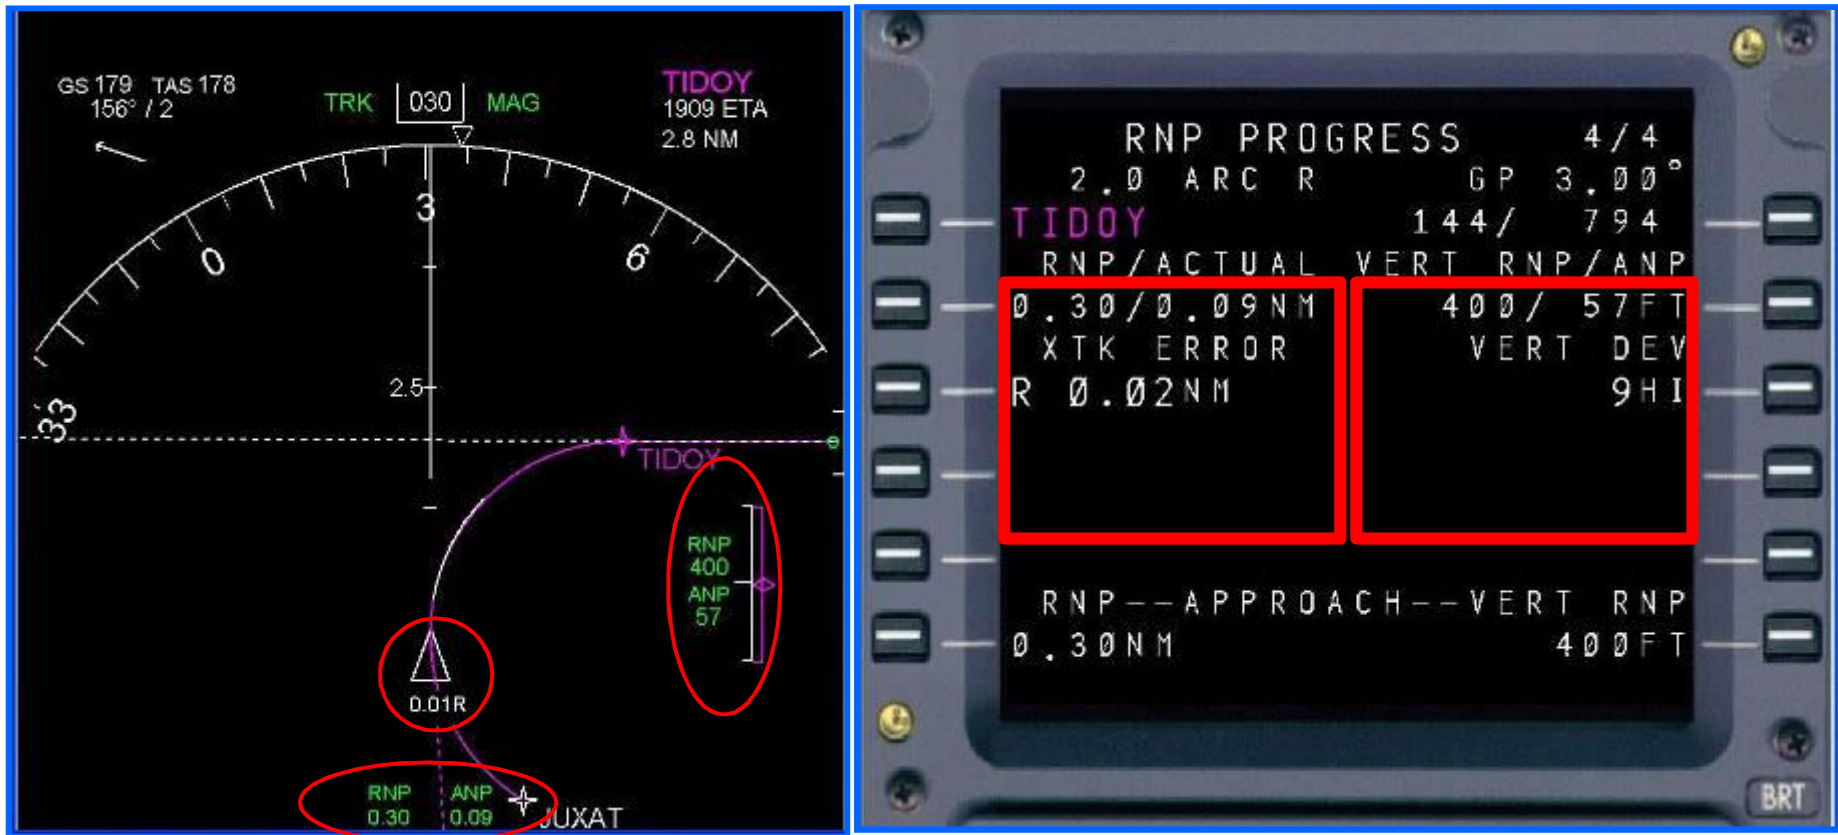 GS 179 TAS 178
156° / 2
TRK 030 MAG
TIDOY
1909 ETA
2.8 NM
33
0
3
6
2.5
TIDOY
RNP
400
ANP
57
0.01R
RNP ANP
0.30 0.09
JUXAT
RNP PROGRESS 4/4
2.0 ARC R GP 3.00°
TIDOY 144/ 794
RNP/ACTUAL VERT RNP/ANP
0.30/0.09NM 400/ 57FT
XTK ERROR VERT DEV
R 0.02NM 9HI
RNP--APPROACH--VERT RNP
0.30NM 400FT
BRT